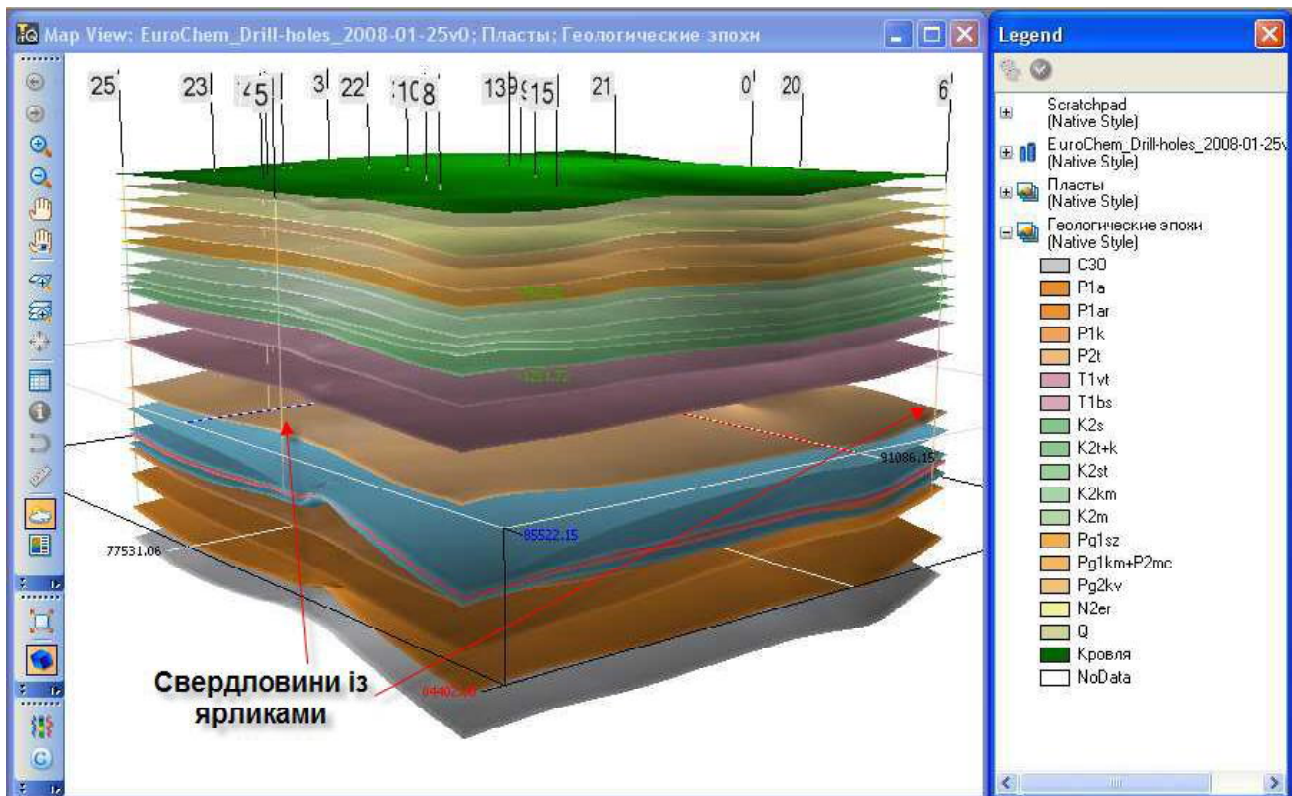 Map View: EuroChem_Drill-holes_2008-01-25v0; Пласты; Геологические эпохи
25 23 5 3 22 10 8 13 9 15 21 0 20 6
91086.15
85522.15
77531.06
Свердловини із
ярликами
Legend
Scratchpad
(Native Style)
EuroChem_Drill-holes_2008-01-25v
(Native Style)
Пласты
(Native Style)
Геологические эпохи
(Native Style)
C3O
P1a
P1ar
P1k
P2t
T1vt
T1bs
K2s
K2t+k
K2st
K2km
K2m
Pg1sz
Pg1km+P2mc
Pg2kv
N2er
Q
Кровля
NoData